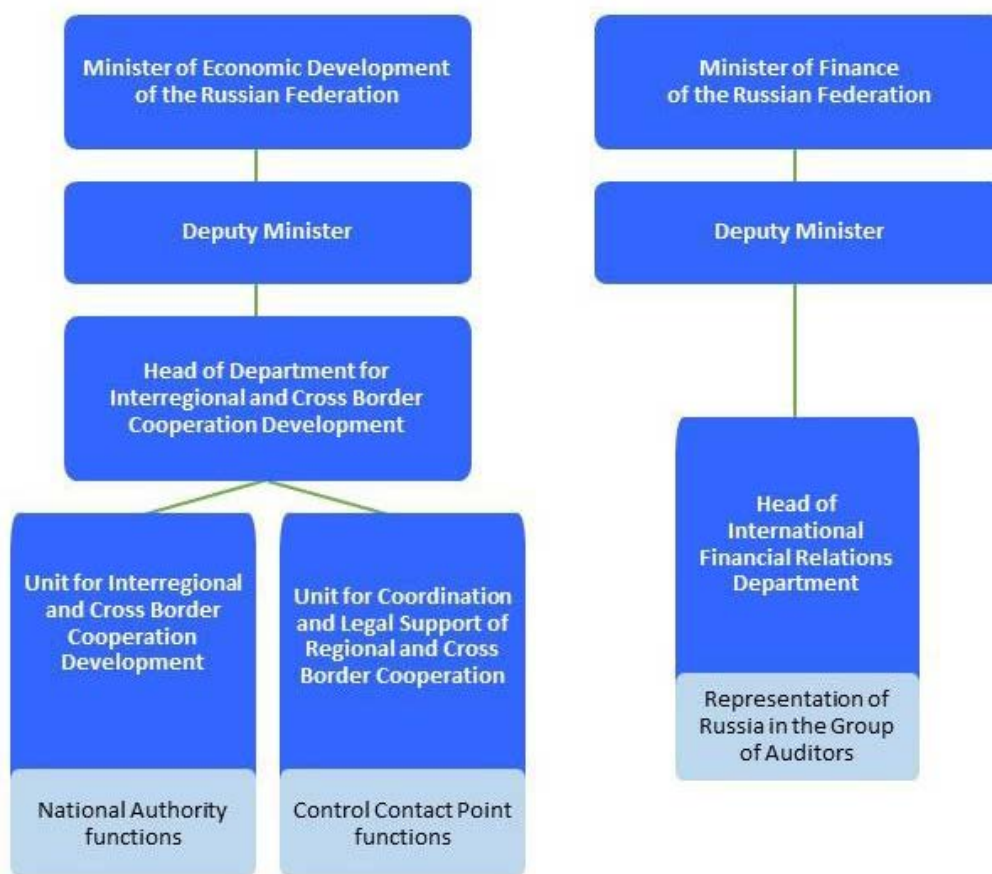 Minister of Economic Development
of the Russian Federation
Deputy Minister
Head of Department for
Interregional and Cross Border
Cooperation Development
Unit for Interregional
and Cross Border
Cooperation
Development
National Authority
functions
Unit for Coordination
and Legal Support of
Regional and Cross
Border Cooperation
Control Contact Point
functions
Minister of Finance
of the Russian Federation
Deputy Minister
Head of
International
Financial Relations
Department
Representation of
Russia in the Group
of Auditors